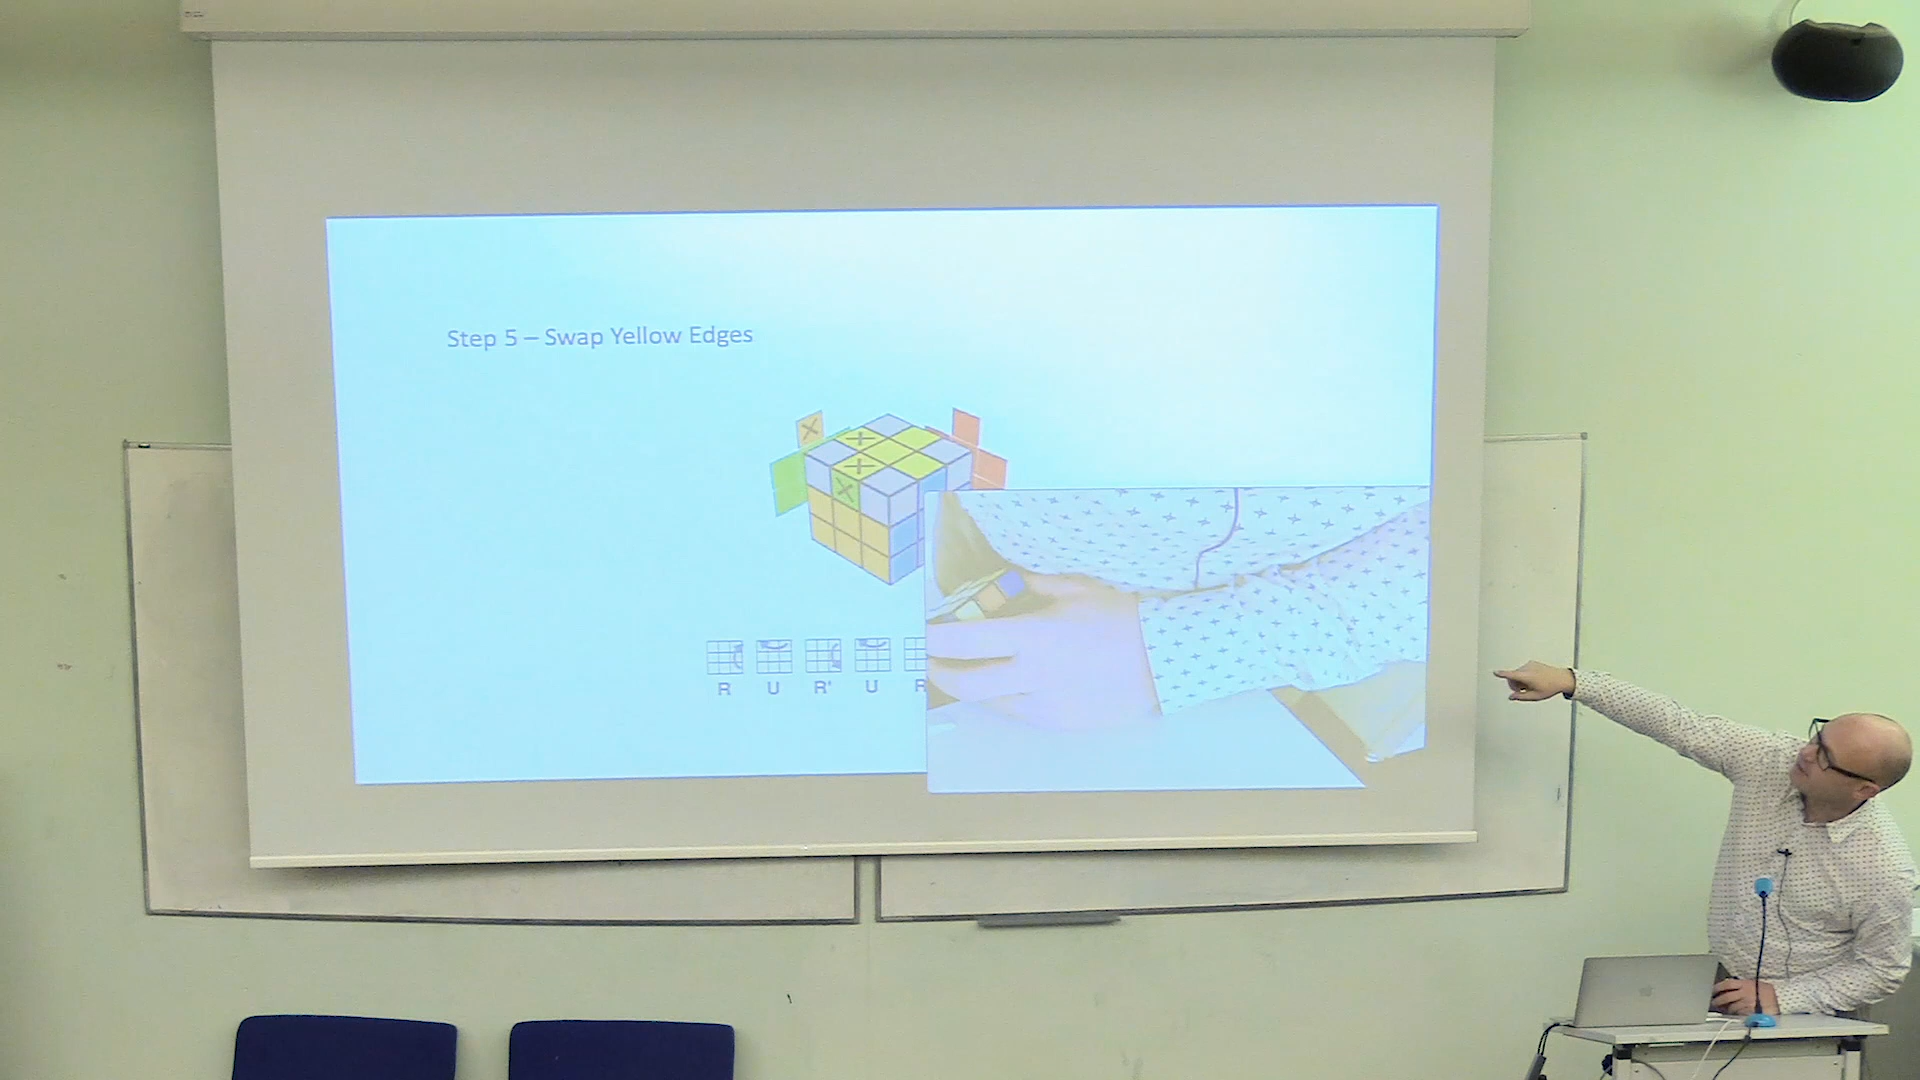 Step 5 – Swap Yellow Edges
R U R' U R